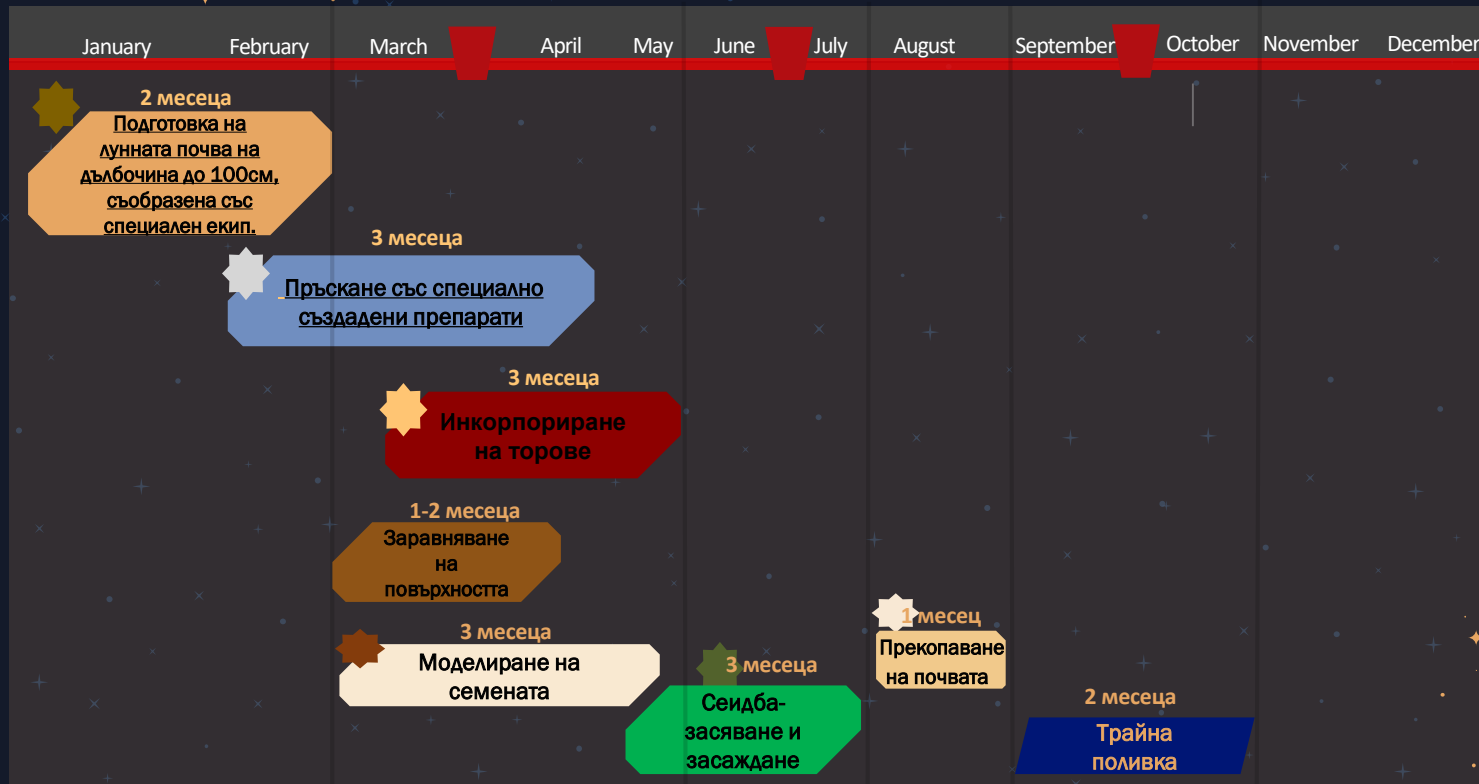 January February March April May June July August September October November December
2 месеца
Подготовка на
лунната почва на
дълбочина до 100см,
съобразена със
специален екип.
3 месеца
Пръскане със специално
създадени препарати
3 месеца
Инкорпориране
на торове
1-2 месеца
Заравняване
на
повърхността
3 месеца
Моделиране на
семената
3 месеца
Сеидба-
засяване и
засаждане
1 месец
Прекопаване
на почвата
2 месеца
Трайна
поливка